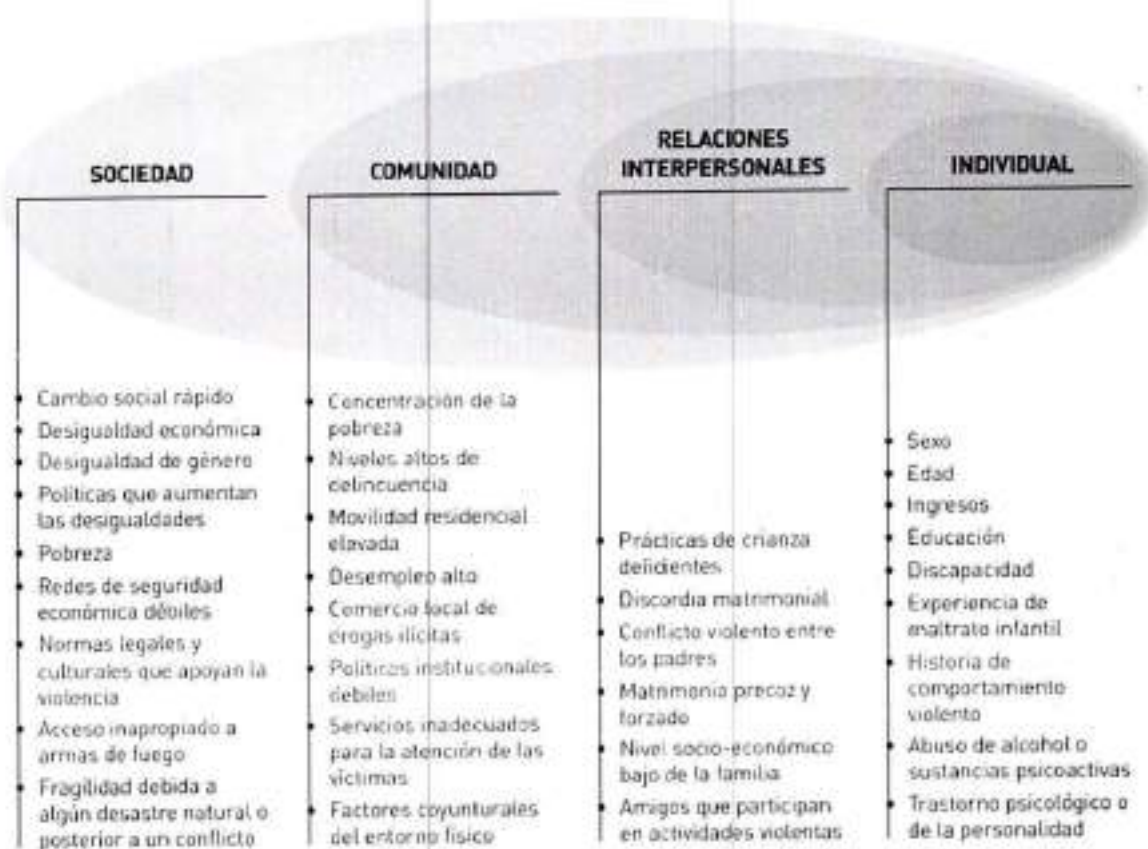 SOCIEDAD
Cambio social rápido
Desigualdad económica
Desigualdad de género
Políticas que aumentan
las desigualdades
Pobreza
Redes de seguridad
económica débiles
Normas legales y
culturales que apoyan la
violencia
Acceso inapropiado a
armas de fuego
Fragilidad debida a
algún desastre natural o
posterior a un conflicto
COMUNIDAD
Concentración de la
pobreza
Niveles altos de
delincuencia
Movilidad residencial
elevada
Desempleo alto
Comercio local de
drogas ilícitas
Políticas institucionales
débiles
Servicios inadecuados
para la atención de las
víctimas
Factores coyunturales
del entorno físico
RELACIONES
INTERPERSONALES
Prácticas de crianza
deficientes
Discordia matrimonial
Conflicto violento entre
los padres
Matrimonio precoz y
forzado
Nivel socio-económico
bajo de la familia
Amigos que participan
en actividades violentas
INDIVIDUAL
Sexo
Edad
Ingresos
Educación
Discapacidad
Experiencia de
maltrato infantil
Historia de
comportamiento
violento
Abuso de alcohol o
sustancias psicoactivas
Trastorno psicológico o
de la personalidad